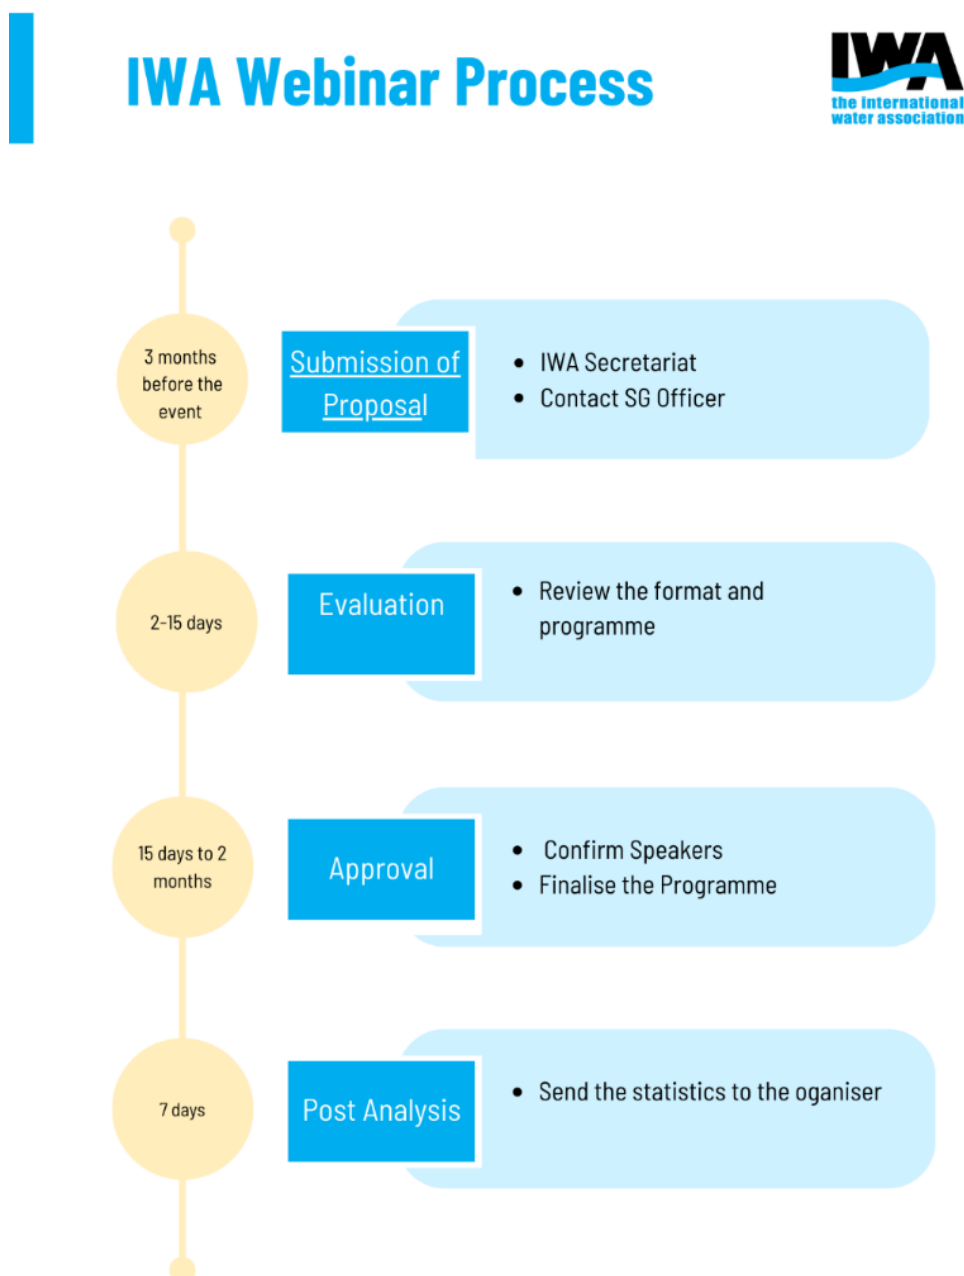 IWA Webinar Process
IWA
the international
water association
3 months
before the
event
Submission of
Proposal
• IWA Secretariat
• Contact SG Officer
2-15 days
Evaluation
• Review the format and
programme
15 days to 2
months
Approval
• Confirm Speakers
• Finalise the Programme
7 days
Post Analysis
• Send the statistics to the oganiser